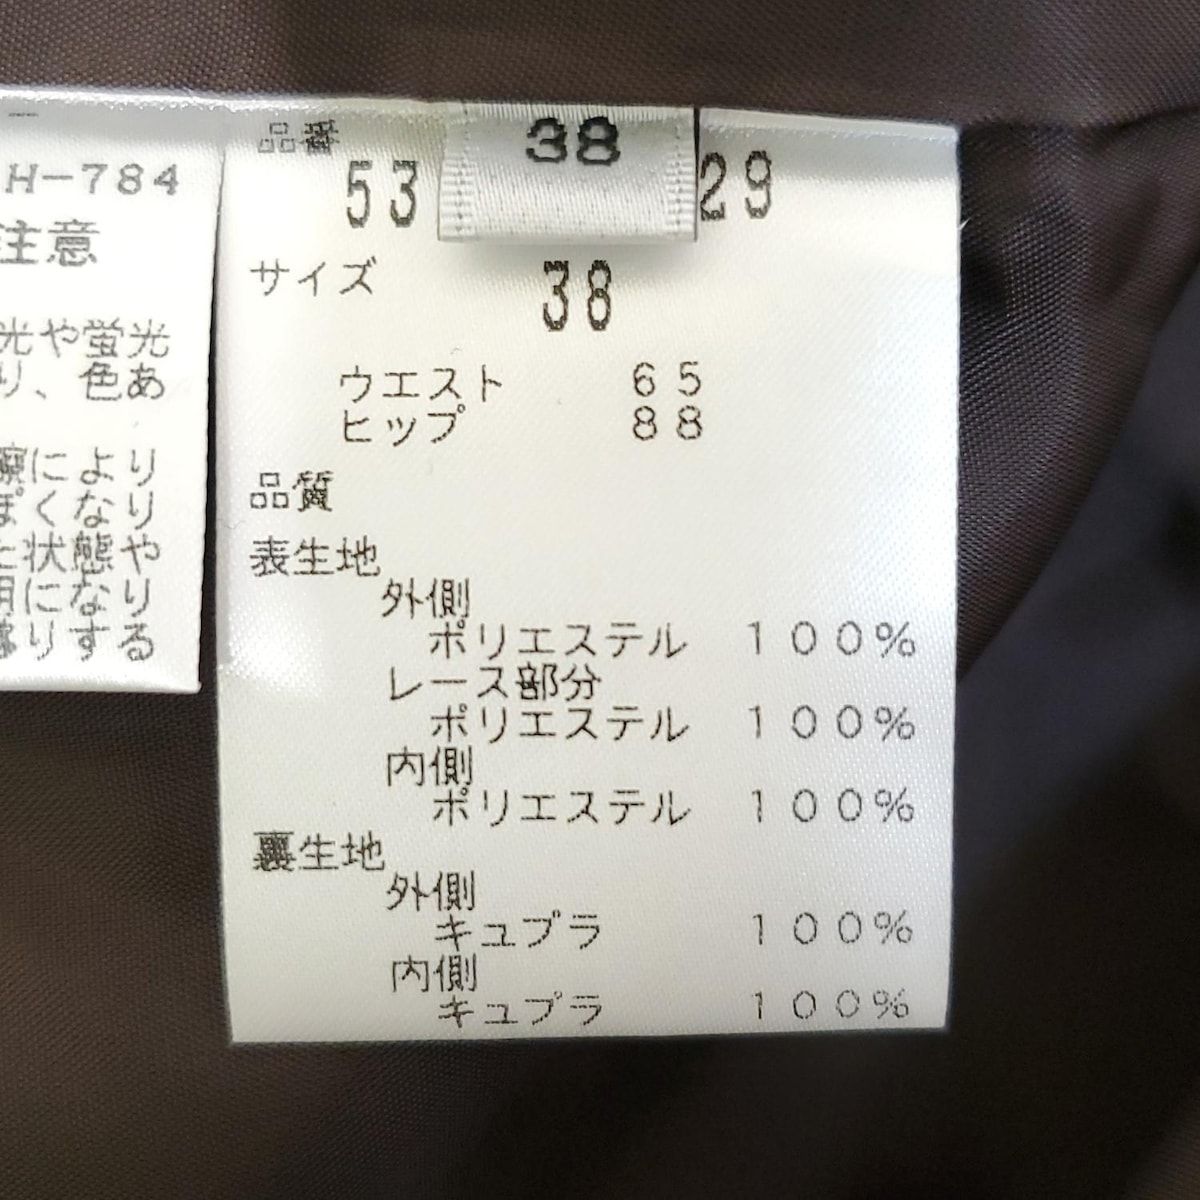 H-784
注意
光や蛍光
り、色あ
により
ぽくなり
た状態や
用になり
りする
品番
38
53
29
サイズ
38
ウエスト 65
ヒップ 88
品質
表生地
外側
ポリエステル 100%
レース部分
ポリエステル 100%
内側
ポリエステル 100%
裏生地
外側
キュプラ 100%
内側
キュプラ 100%